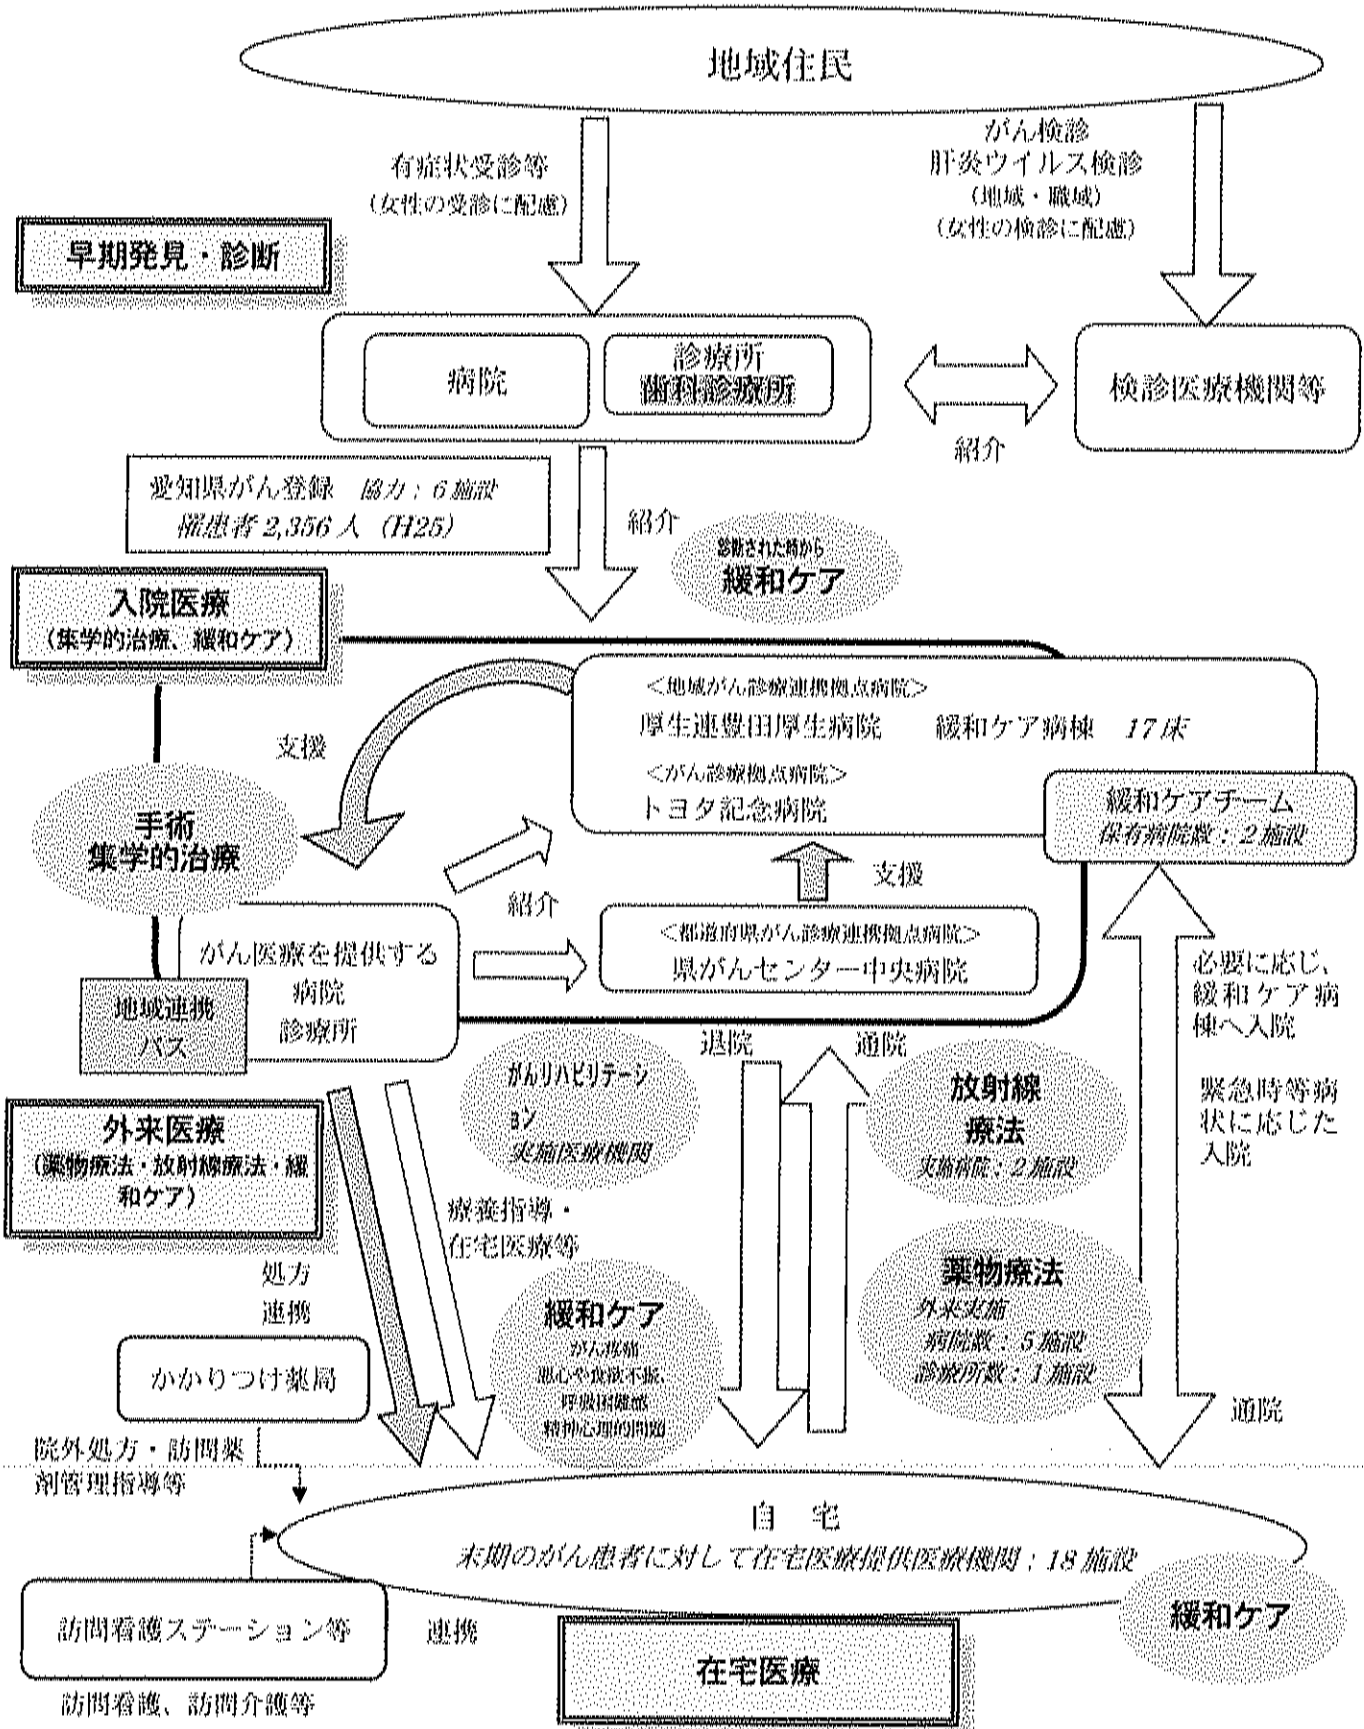 地域住民
有症状受診等
(女性の受診に配慮)
がん検診
肝炎ウイルス検診
(地域・職域)
(女性の検診に配慮)
早期発見・診断
病院
診療所
歯科診療所
検診医療機関等
紹介
愛知県がん登録 協力：6施設
罹患者2,356人（H25）
紹介
診断された時から
緩和ケア
入院医療
(集学的治療、緩和ケア)
支援
<地域がん診療連携拠点病院>
厚生連豊田厚生病院 緩和ケア病棟 17床
<がん診療拠点病院>
トヨタ記念病院
緩和ケアチーム
保有病院数：2施設
手術
集学的治療
支援
紹介
<都道府県がん診療連携拠点病院>
県がんセンター中央病院
がん医療を提供する
病院
診療所
地域連携
パス
必要に応じ、
緩和ケア病
棟へ入院
緊急時等病
状に応じた
入院
退院
通院
がんリハビリテーシ
ョン
実施医療機関
放射線
療法
実施病院：2施設
外来医療
(薬物療法・放射線療法・緩
和ケア)
療養指導・
在宅医療等
処方
連携
薬物療法
外来実施
病院数：5施設
診療所数：1施設
緩和ケア
がん疼痛
悪心や食欲不振、
呼吸困難感
精神心理的問題
かかりつけ薬局
通院
院外処方・訪問薬
剤管理指導等
自 宅
末期のがん患者に対して在宅医療提供医療機関：18施設
緩和ケア
訪問看護ステーション等
連携
在宅医療
訪問看護、訪問介護等